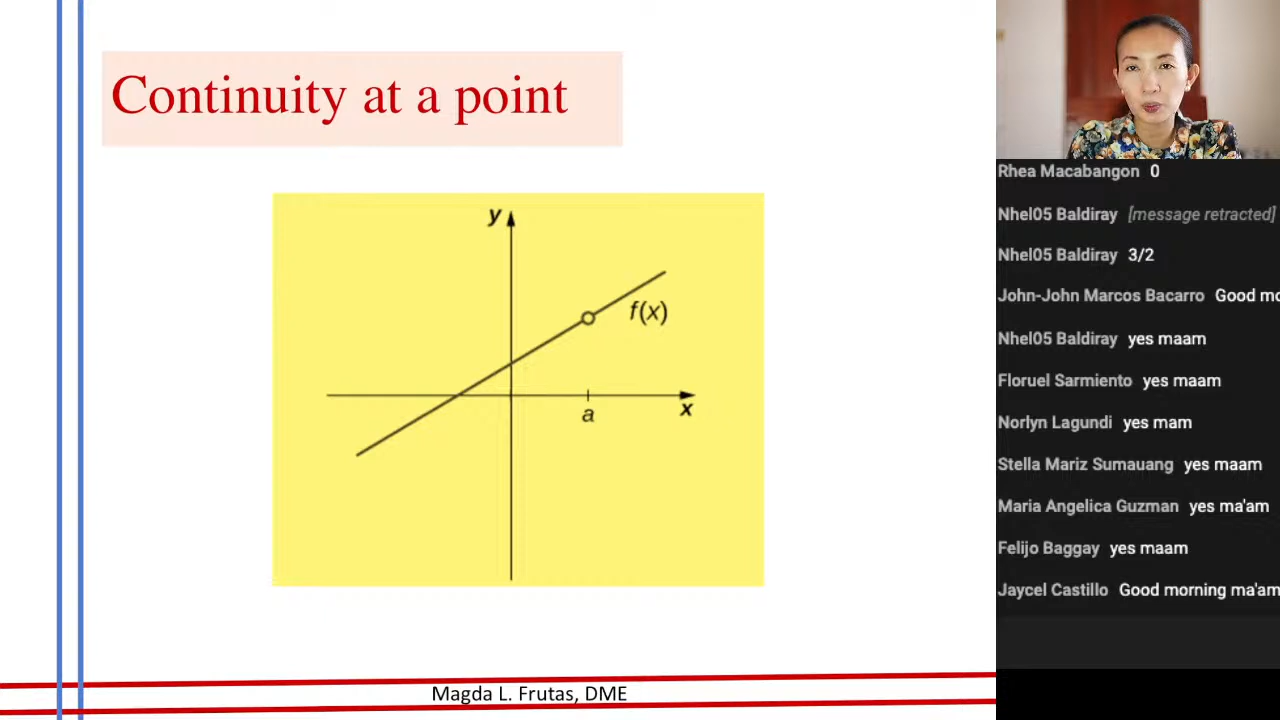 Continuity at a point
y
f(x)
a
x
Magda L. Frutas, DME
Rhea Macabangon 0
Nhel05 Baldiray [message retracted]
Nhel05 Baldiray 3/2
John-John Marcos Bacarro Good mo
Nhel05 Baldiray yes maam
Floruel Sarmiento yes maam
Norlyn Lagundi yes mam
Stella Mariz Sumauang yes maam
Maria Angelica Guzman yes ma'am
Felijo Baggay yes maam
Jaycel Castillo Good morning ma'am